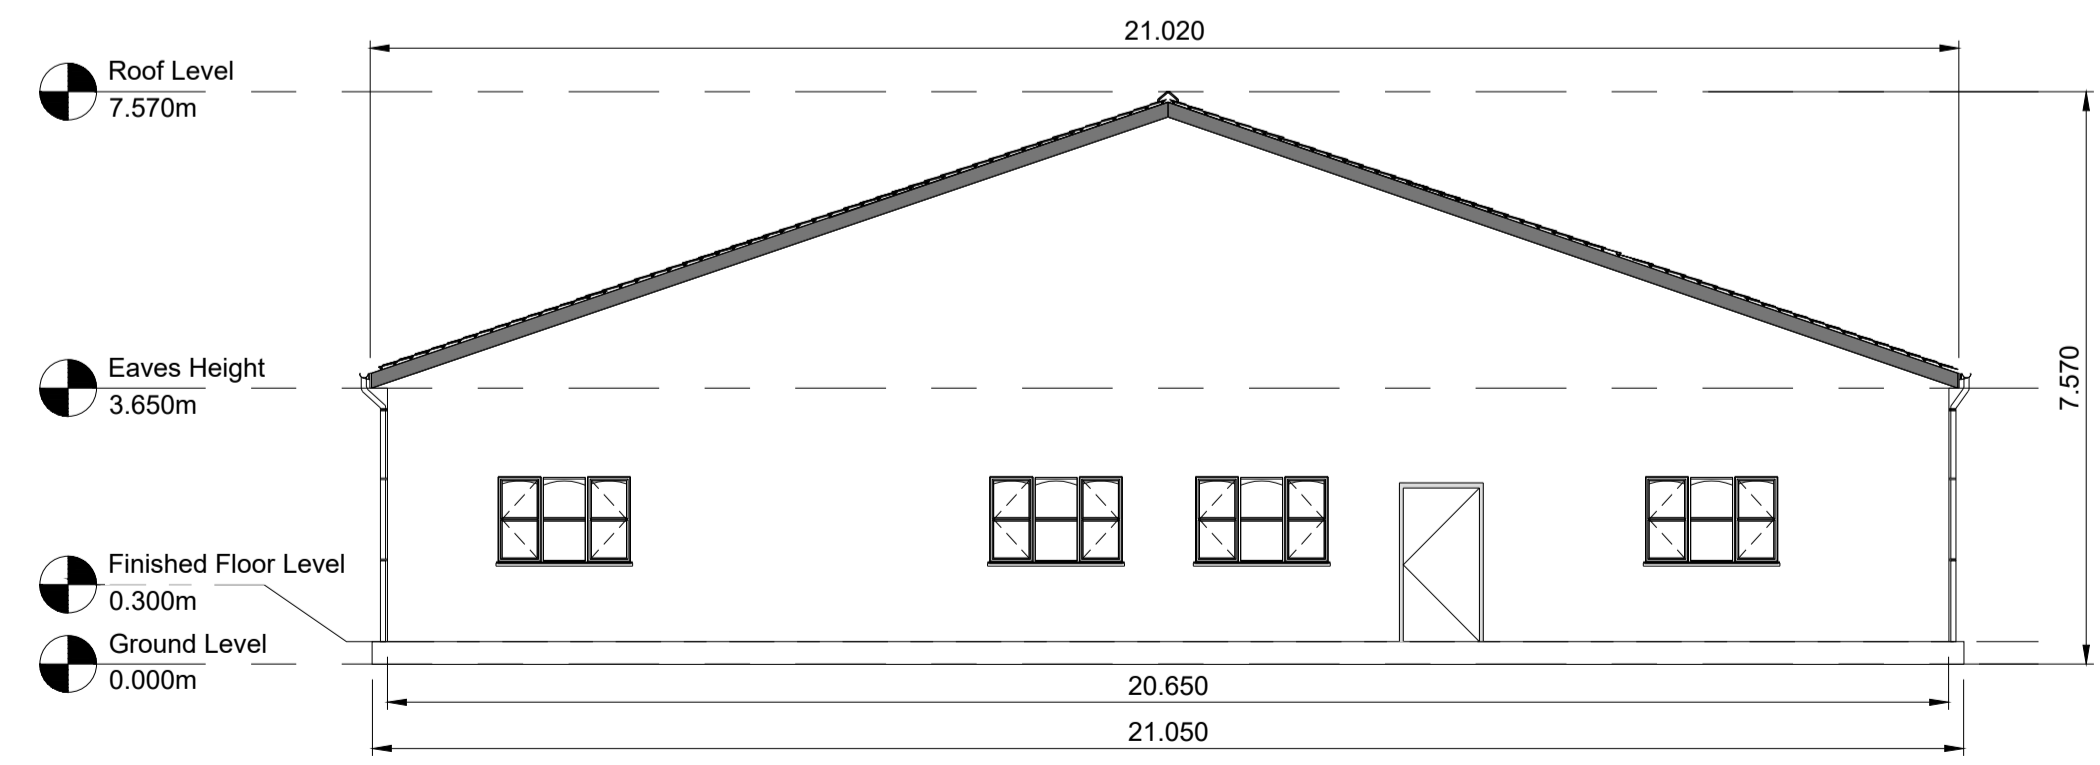 21.020
Roof Level
7.570m
Eaves Height
3.650m
7.570
Finished Floor Level
0.300m
Ground Level
0.000m
20.650
21.050